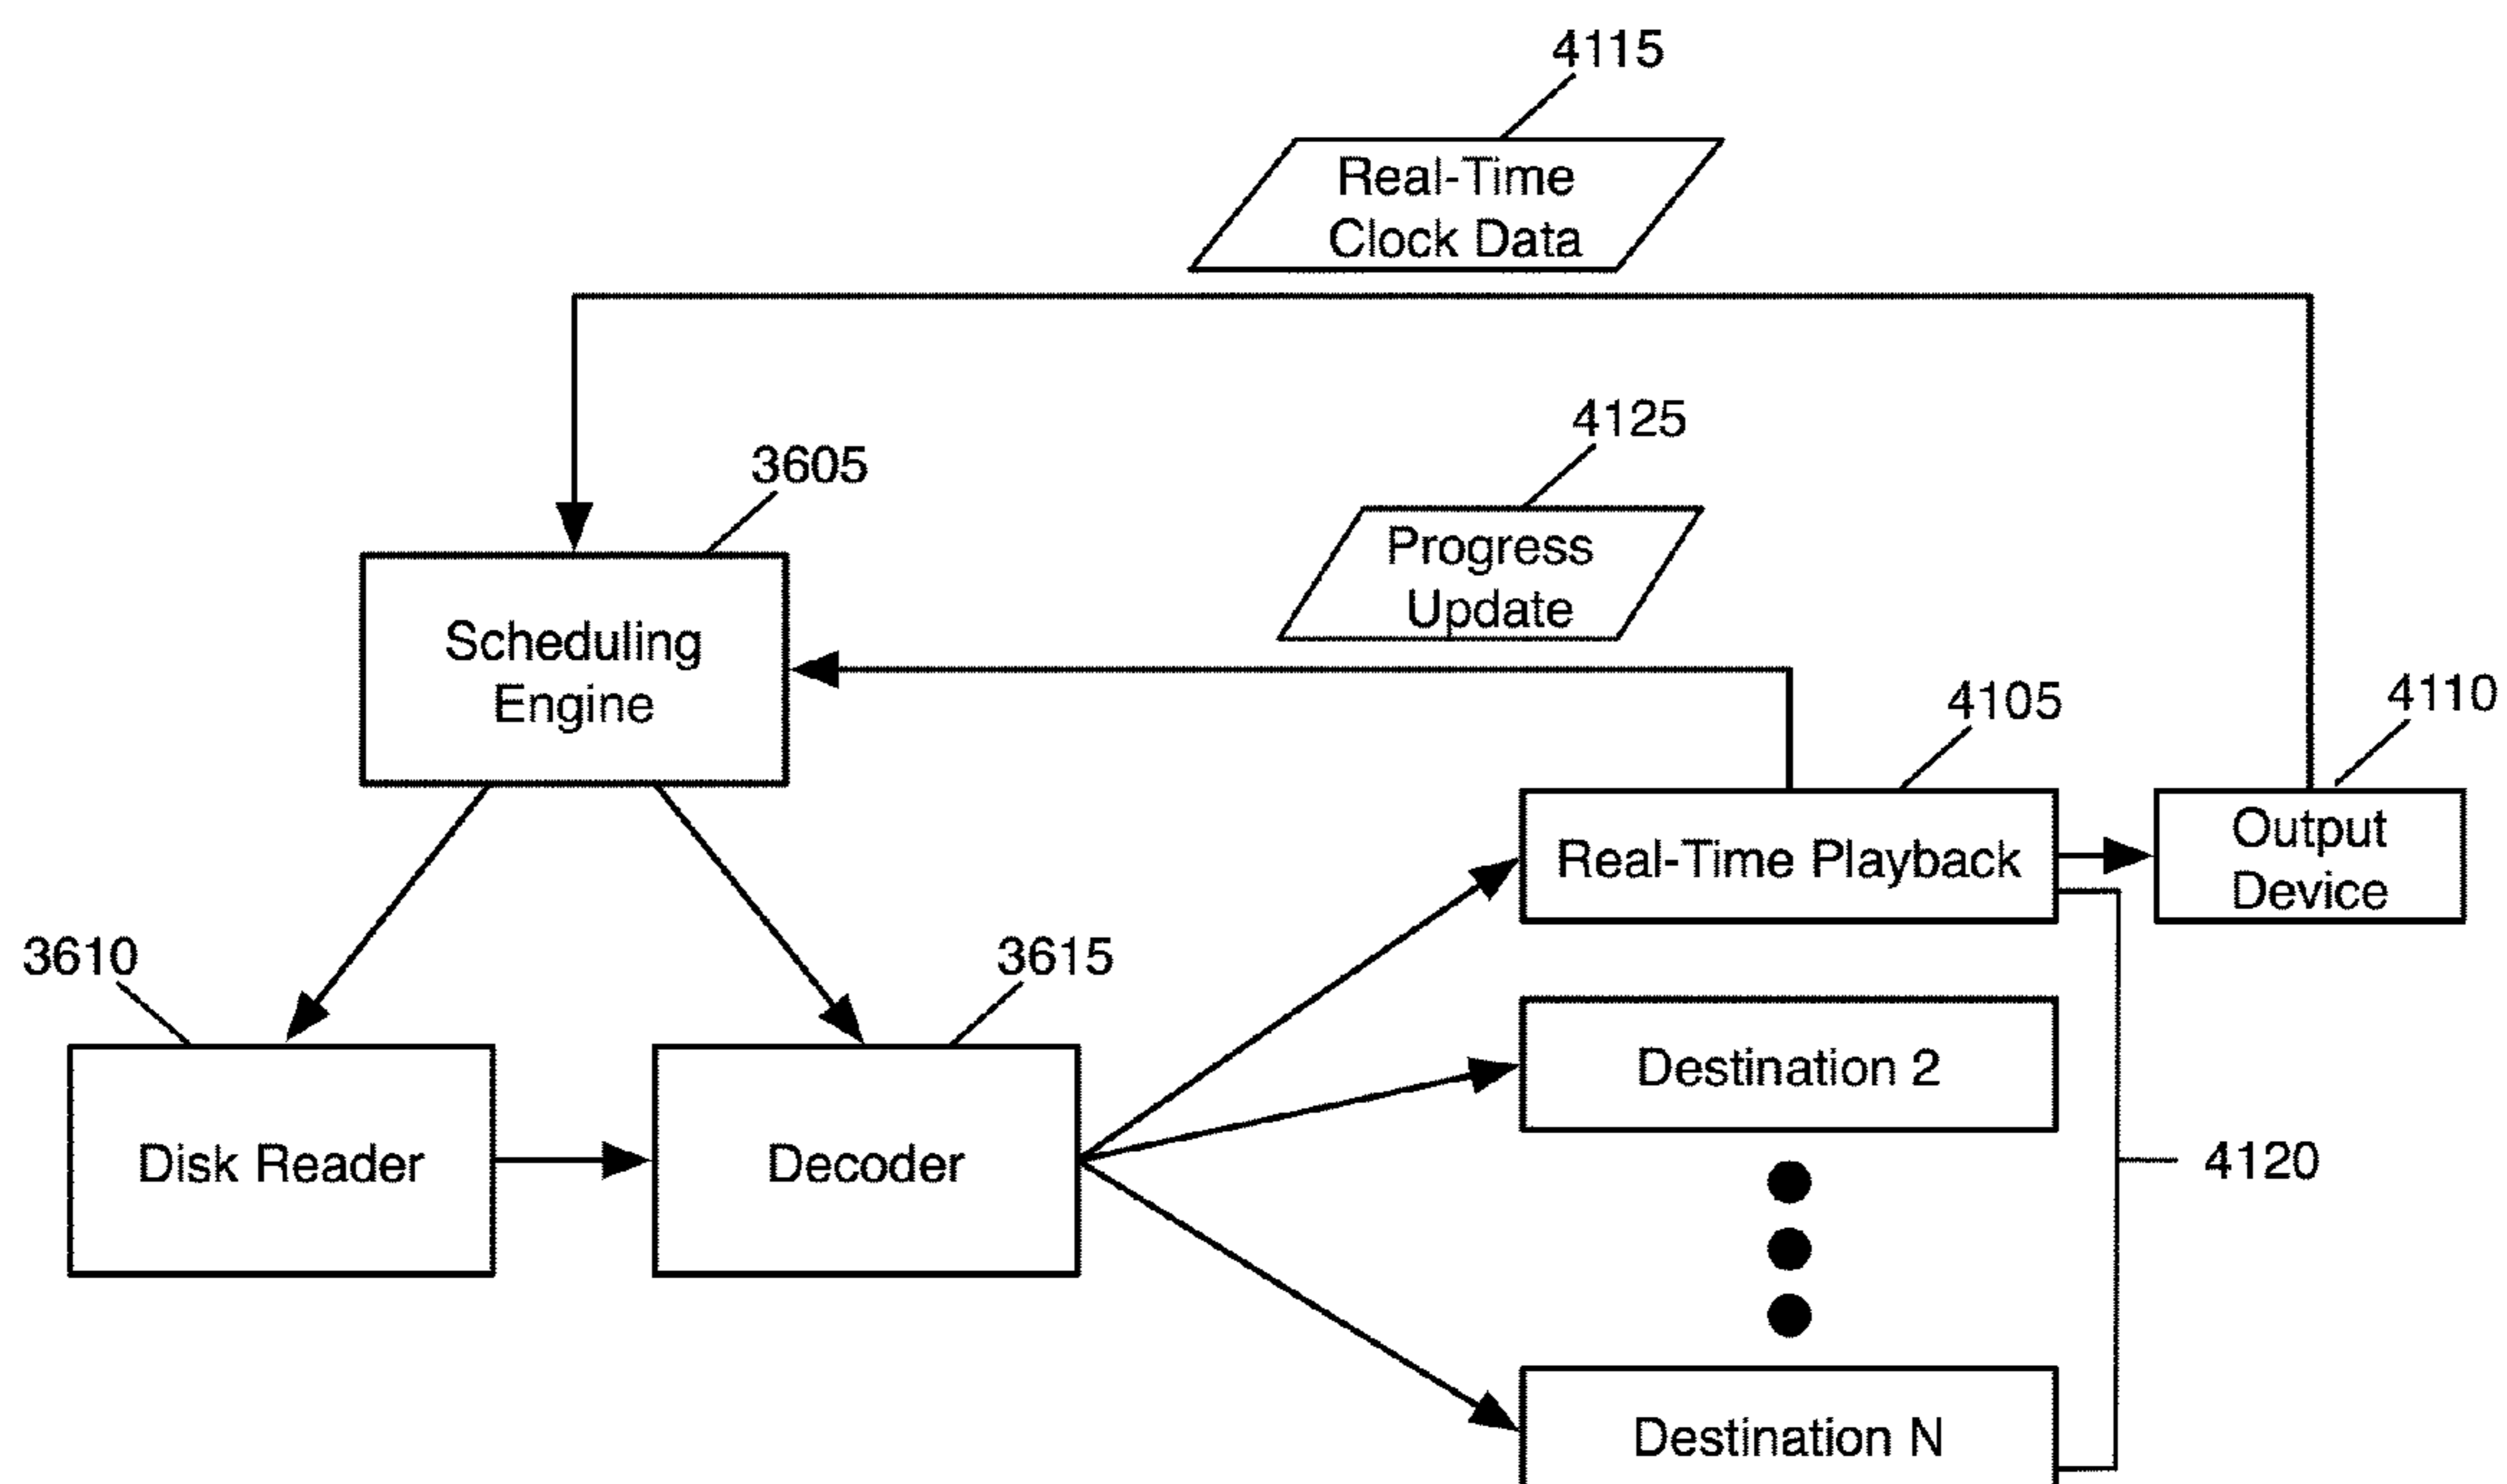 4115
Real-Time
Clock Data
4125
3605
Progress
Update
Scheduling
Engine
4105
4110
Real-Time Playback
Output
Device
3610
3615
Destination 2
Disk Reader
Decoder
4120
Destination N